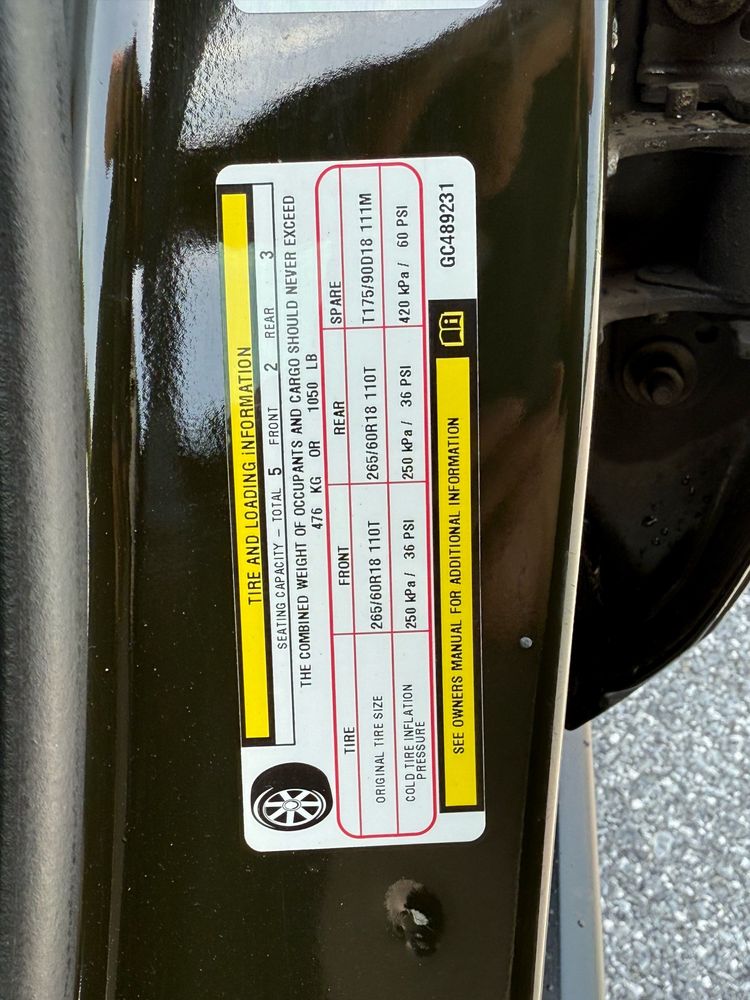 TIRE AND LOADING INFORMATION
SEATING CAPACITY – TOTAL 5 FRONT 2 REAR 3
THE COMBINED WEIGHT OF OCCUPANTS AND CARGO SHOULD NEVER EXCEED
476 KG OR 1050 LB
TIRE FRONT REAR SPARE
ORIGINAL TIRE SIZE 265/60R18 110T 265/60R18 110T T175/90D18 111M
COLD TIRE INFLATION PRESSURE 250 kPa / 36 PSI 250 kPa / 36 PSI 420 kPa / 60 PSI
SEE OWNERS MANUAL FOR ADDITIONAL INFORMATION GC489231